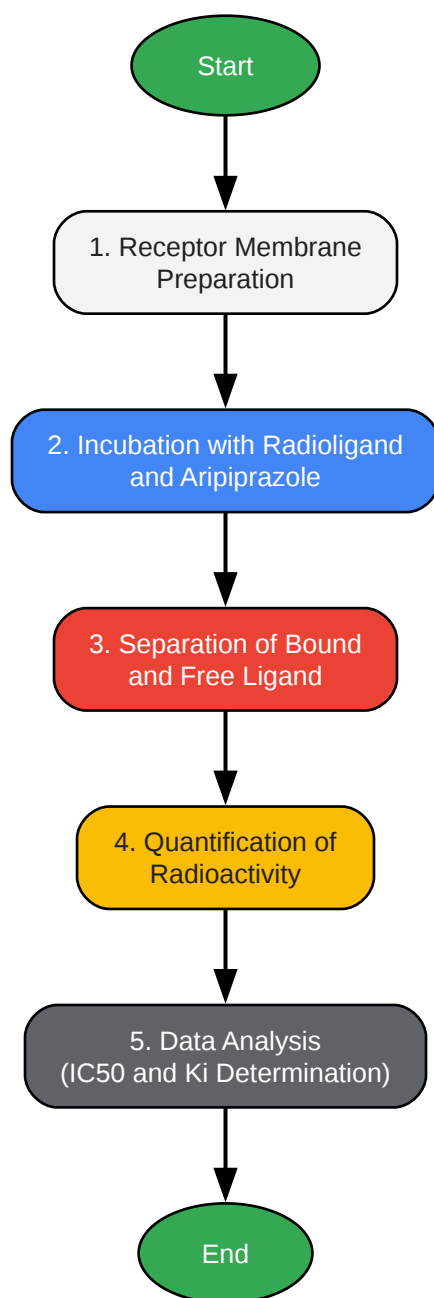 Start
1. Receptor Membrane
Preparation
2. Incubation with Radioligand
and Aripiprazole
3. Separation of Bound
and Free Ligand
4. Quantification of
Radioactivity
5. Data Analysis
(IC50 and Ki Determination)
End